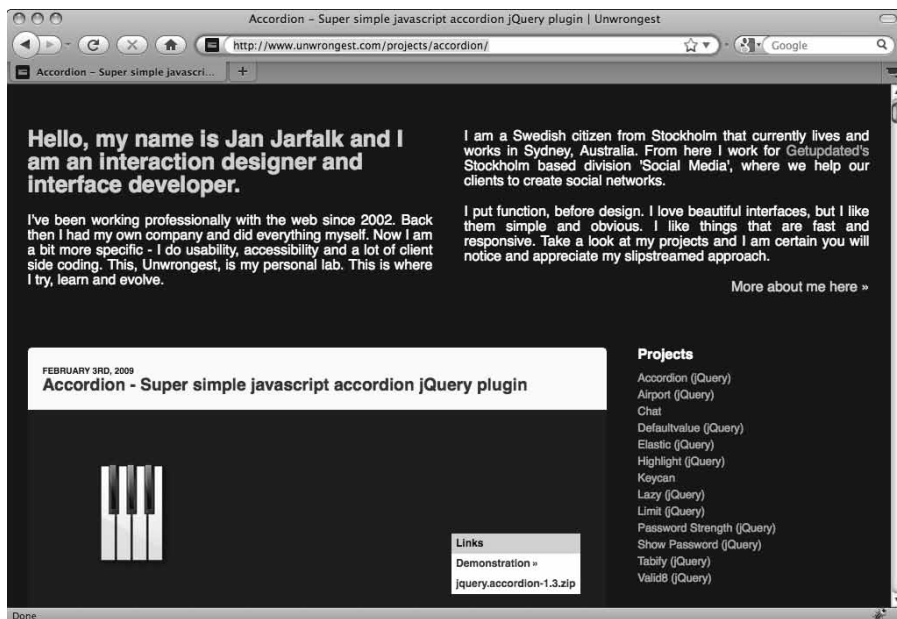 Accordion – Super simple javascript accordion jQuery plugin | Unwrongest
http://www.unwrongest.com/projects/accordion/
Google
Accordion – Super simple javascri...
Hello, my name is Jan Jarfalk and I
am an interaction designer and
interface developer.
I've been working professionally with the web since 2002. Back
then I had my own company and did everything myself. Now I am
a bit more specific - I do usability, accessibility and a lot of client
side coding. This, Unwrongest, is my personal lab. This is where
I try, learn and evolve.
I am a Swedish citizen from Stockholm that currently lives and
works in Sydney, Australia. From here I work for Getupdated's
Stockholm based division 'Social Media', where we help our
clients to create social networks.
I put function, before design. I love beautiful interfaces, but I like
them simple and obvious. I like things that are fast and
responsive. Take a look at my projects and I am certain you will
notice and appreciate my slipstreamed approach.
More about me here »
FEBRUARY 3RD, 2009
Accordion - Super simple javascript accordion jQuery plugin
Links
Demonstration »
jquery.accordion-1.3.zip
Projects
Accordion (jQuery)
Airport (jQuery)
Chat
Defaultvalue (jQuery)
Elastic (jQuery)
Highlight (jQuery)
Keycan
Lazy (jQuery)
Limit (jQuery)
Password Strength (jQuery)
Show Password (jQuery)
Tabify (jQuery)
Valid8 (jQuery)
Done